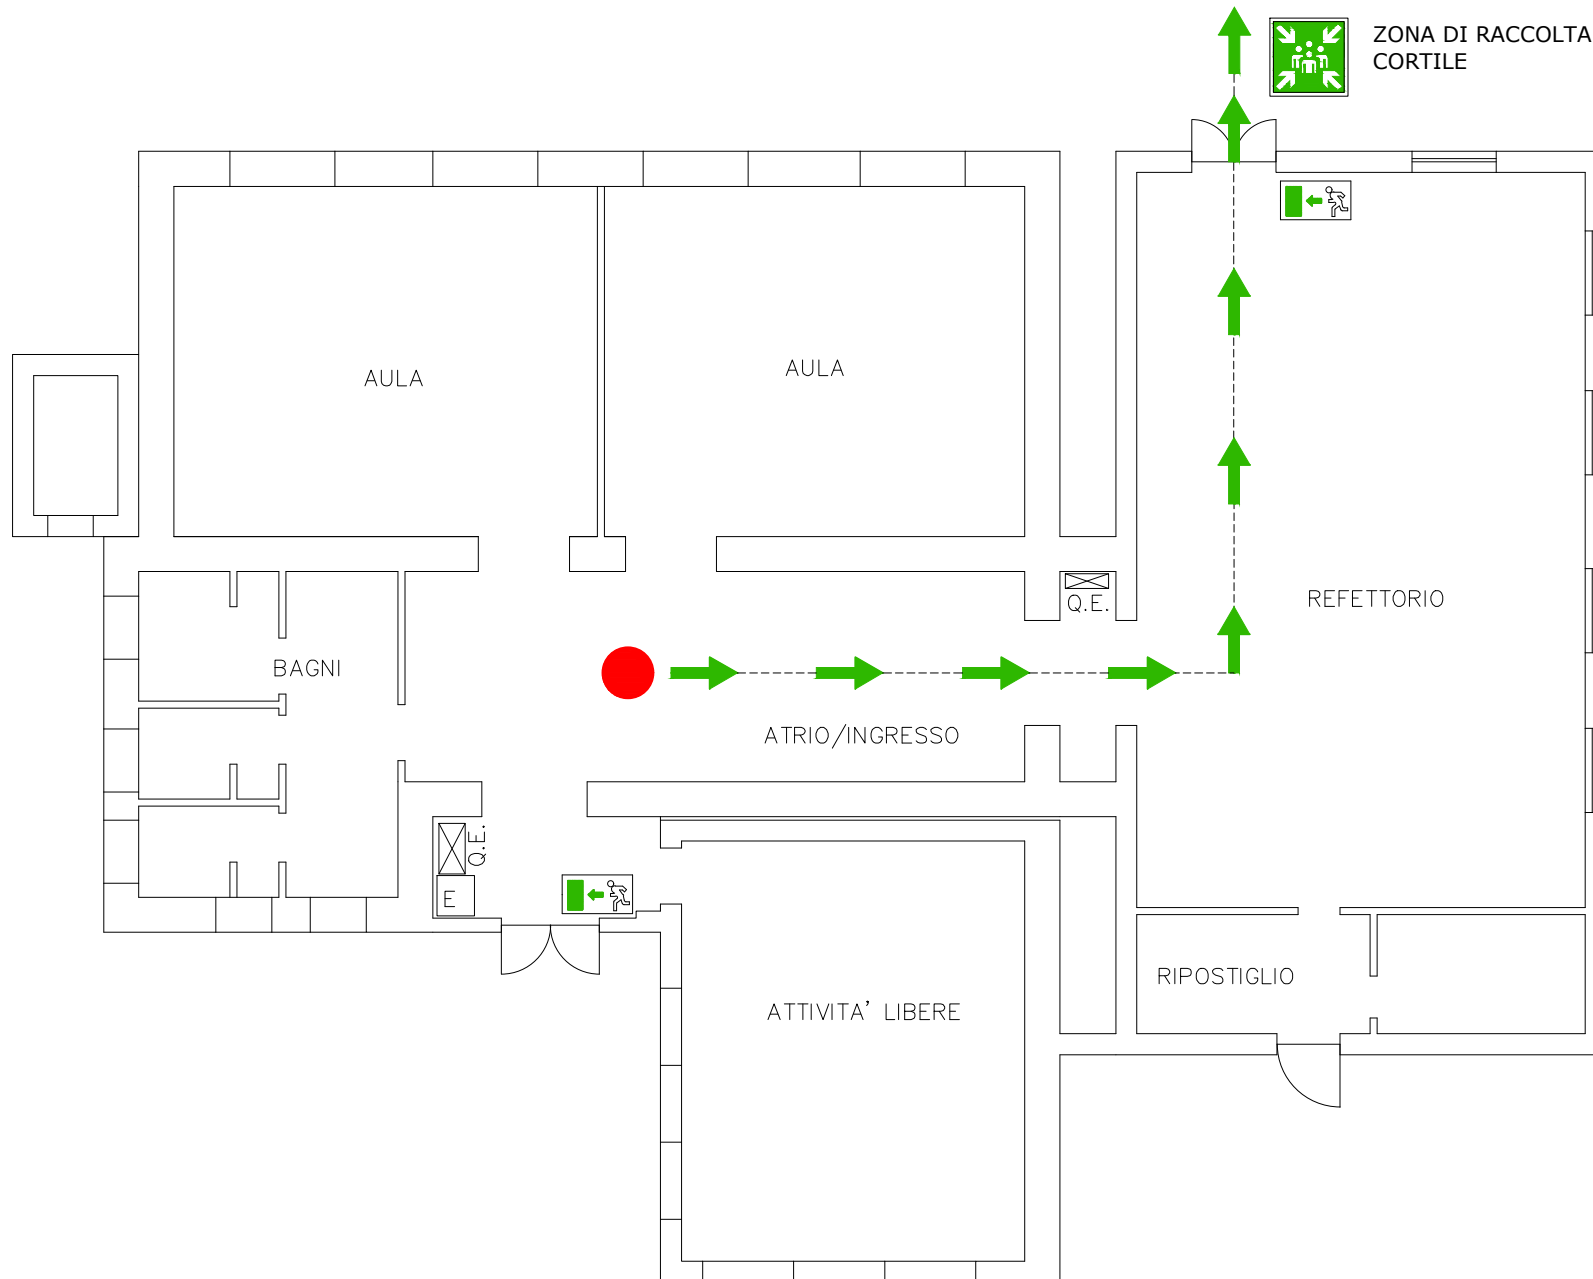 ZONA DI RACCOLTA
CORTILE
AULA
AULA
Q.E.
REFETTORIO
BAGNI
ATRIO/INGRESSO
Q.E.
E
RIPOSTIGLIO
ATTIVITA' LIBERE